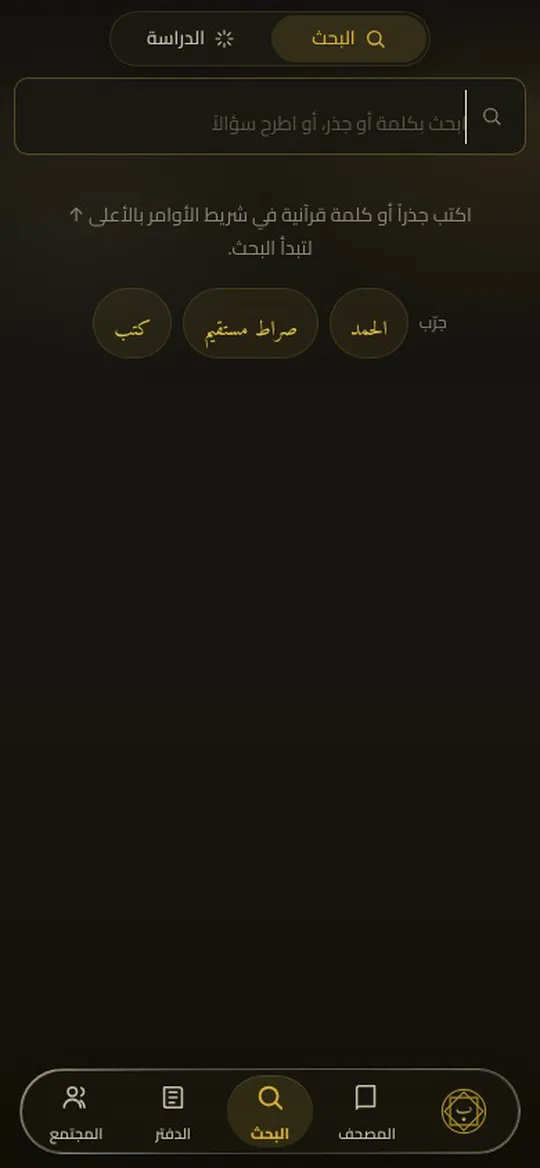 البحث
الدراسة
ابحث بكلمة أو جذر، أو اطرح سؤالاً
اكتب جذراً أو كلمة قرآنية في شريط الأوامر بالأعلى ↑
لتبدأ البحث.
جرّب
الحمد
صراط مستقيم
كتب
ب
المصحف
البحث
الدفتر
المجتمع